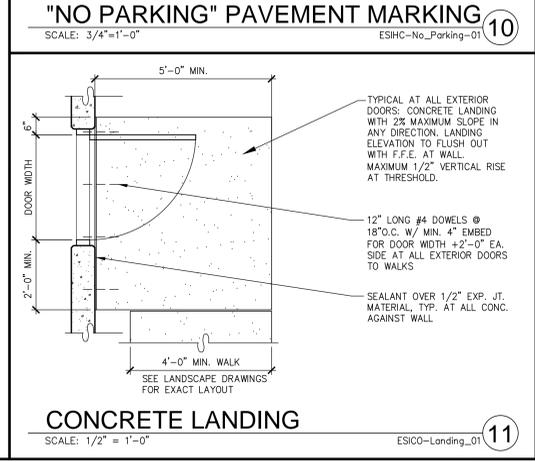 "NO PARKING" PAVEMENT MARKING
10
SCALE: 3/4"=1'-0"
ESIHC-No_Parking-01
5'-0" MIN.
6"
DOOR WIDTH
2'-0" MIN.
TYPICAL AT ALL EXTERIOR
DOORS: CONCRETE LANDING
WITH 2% MAXIMUM SLOPE IN
ANY DIRECTION. LANDING
ELEVATION TO FLUSH OUT
WITH F.F.E. AT WALL.
MAXIMUM 1/2" VERTICAL RISE
AT THRESHOLD.
12" LONG #4 DOWELS @
18"O.C. W/ MIN. 4" EMBED
FOR DOOR WIDTH +2'-0" EA.
SIDE AT ALL EXTERIOR DOORS
TO WALKS
SEALANT OVER 1/2" EXP. JT.
MATERIAL, TYP. AT ALL CONC.
AGAINST WALL
4'-0" MIN. WALK
SEE LANDSCAPE DRAWINGS
FOR EXACT LAYOUT
CONCRETE LANDING
11
SCALE: 1/2" = 1'-0"
ESICO-Landing_01